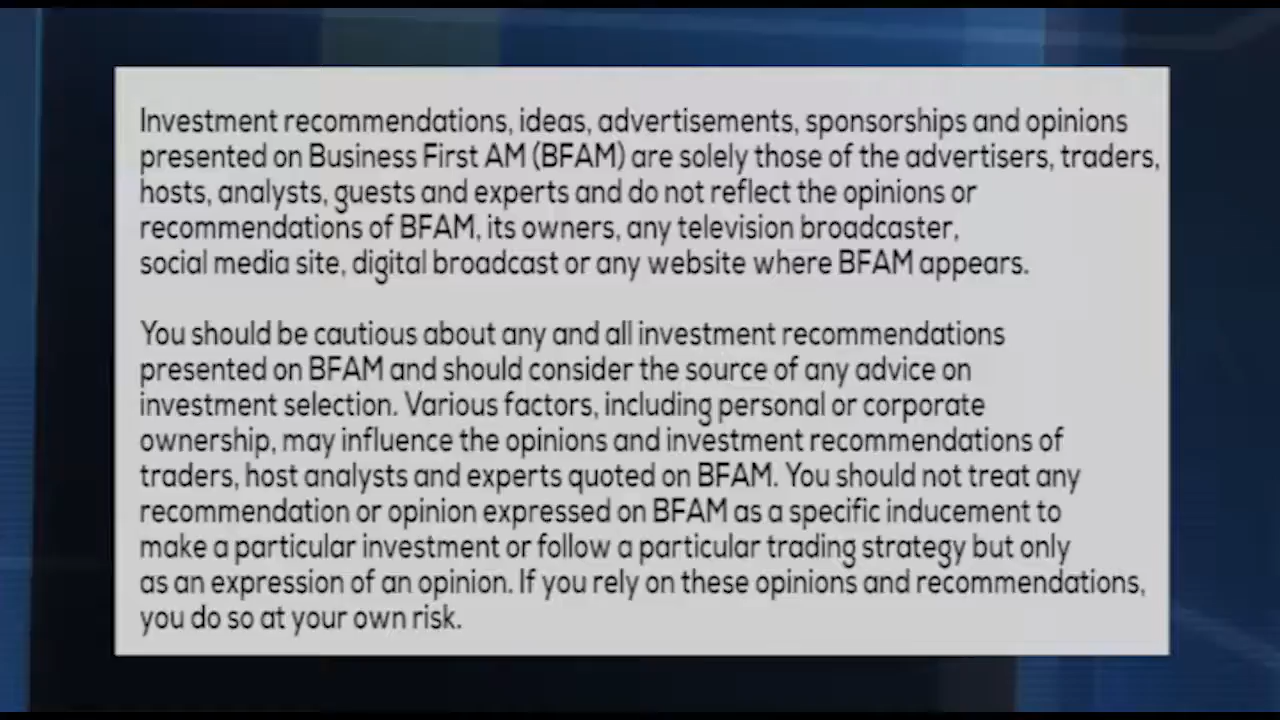 Investment recommendations, ideas, advertisements, sponsorships and opinions
presented on Business First AM (BFAM) are solely those of the advertisers, traders,
hosts, analysts, guests and experts and do not reflect the opinions or
recommendations of BFAM, its owners, any television broadcaster,
social media site, digital broadcast or any website where BFAM appears.
You should be cautious about any and all investment recommendations
presented on BFAM and should consider the source of any advice on
investment selection. Various factors, including personal or corporate
ownership, may influence the opinions and investment recommendations of
traders, host analysts and experts quoted on BFAM. You should not treat any
recommendation or opinion expressed on BFAM as a specific inducement to
make a particular investment or follow a particular trading strategy but only
as an expression of an opinion. If you rely on these opinions and recommendations,
you do so at your own risk.